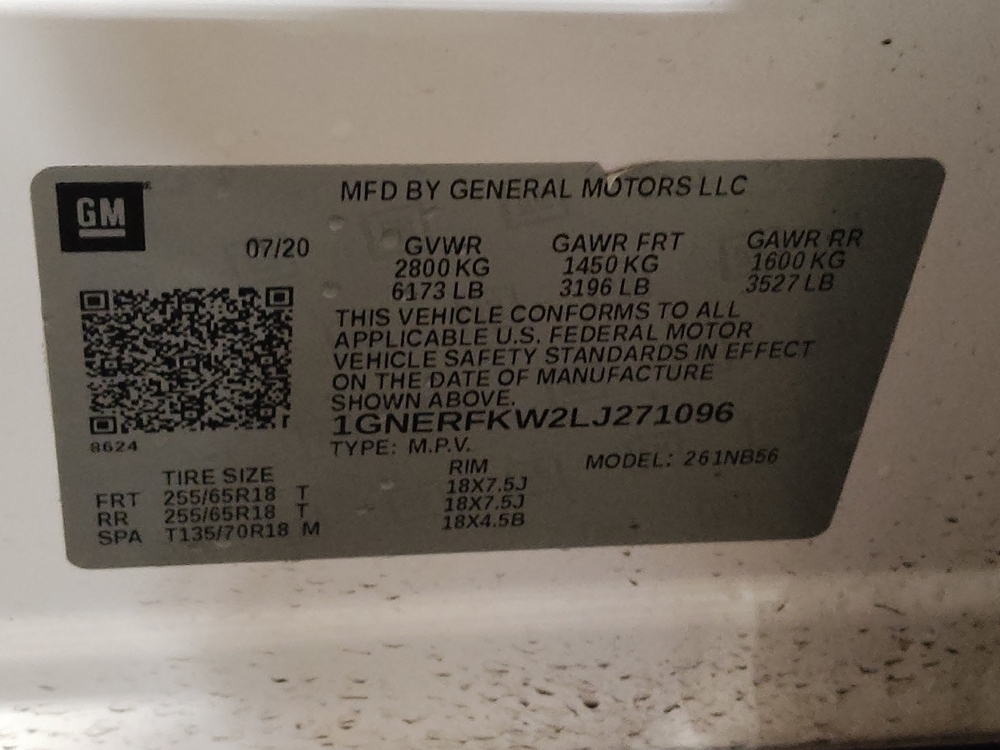 GM
MFD BY GENERAL MOTORS LLC
07/20 GVWR GAWR FRT GAWR RR
2800 KG 1450 KG 1600 KG
6173 LB 3196 LB 3527 LB
THIS VEHICLE CONFORMS TO ALL
APPLICABLE U.S. FEDERAL MOTOR
VEHICLE SAFETY STANDARDS IN EFFECT
ON THE DATE OF MANUFACTURE
SHOWN ABOVE.
1GNERFKW2LJ271096
8624
TYPE: M.P.V. MODEL: 261NB56
TIRE SIZE RIM
FRT 255/65R18 T 18X7.5J
RR 255/65R18 T 18X7.5J
SPA T135/70R18 M 18X4.5B